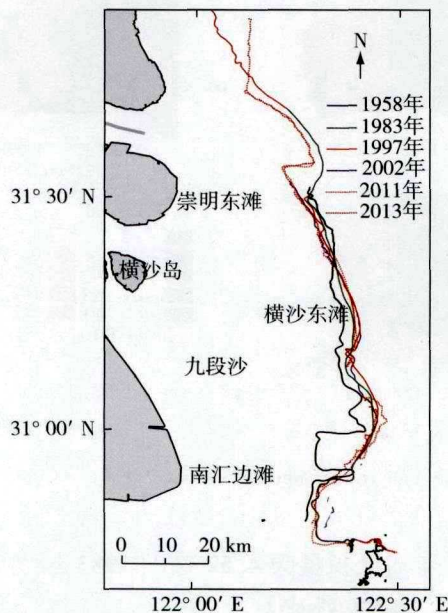 N
1958年
1983年
1997年
2002年
2011年
2013年
31° 30′ N
崇明东滩
横沙岛
横沙东滩
九段沙
31° 00′ N
南汇边滩
0 10 20 km
122° 00′ E
122° 30′ E